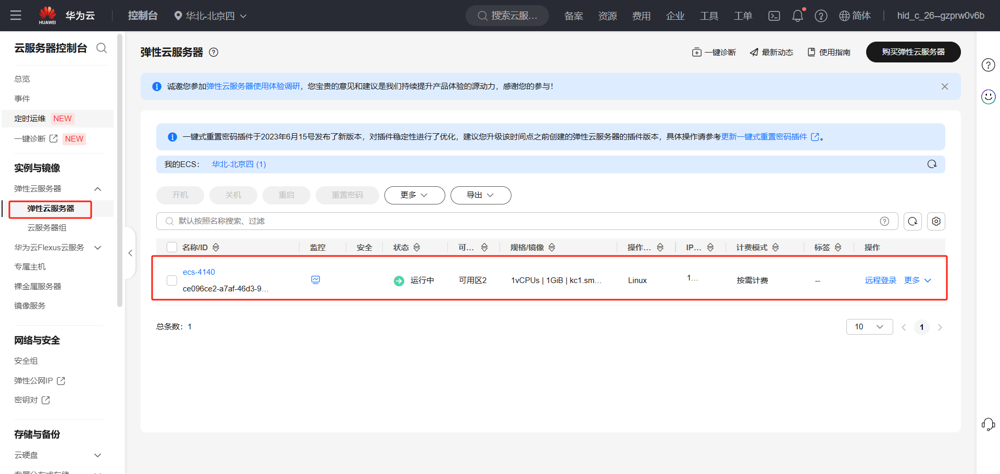 HUAWEI
华为云
控制台
华北-北京四
搜索云服...
备案
资源
费用
企业
工具
工单
简体
hid_c_26--gzprw0v6b
云服务器控制台
总览
事件
定时运维 NEW
一键诊断 NEW
实例与镜像
弹性云服务器
弹性云服务器
云服务器组
华为云Flexus云服务
专属主机
裸金属服务器
镜像服务
网络与安全
安全组
弹性公网IP
密钥对
存储与备份
云硬盘
专属分布式存储
弹性云服务器
一键诊断
最新动态
使用指南
购买弹性云服务器
诚邀您参加弹性云服务器使用体验调研，您宝贵的意见和建议是我们持续提升产品体验的源动力，感谢您的参与！
一键式重置密码插件于2023年6月15号发布了新版本，对插件稳定性进行了优化，建议您升级该时间点之前创建的弹性云服务器的插件版本，具体操作请参考更新一键式重置密码插件。
我的ECS： 华北-北京四 (1)
开机
关机
重启
重置密码
更多
导出
默认按照名称搜索、过滤
名称/ID 监控 安全 状态 可... 规格/镜像 操作... IP... 计费模式 标签 操作
ecs-4140
ce096ce2-a7af-46d3-9...
运行中 可用区2 1vCPUs | 1GiB | kc1.sm... Linux 1... 按需计费 -- 远程登录 更多
总条数：1
10
1